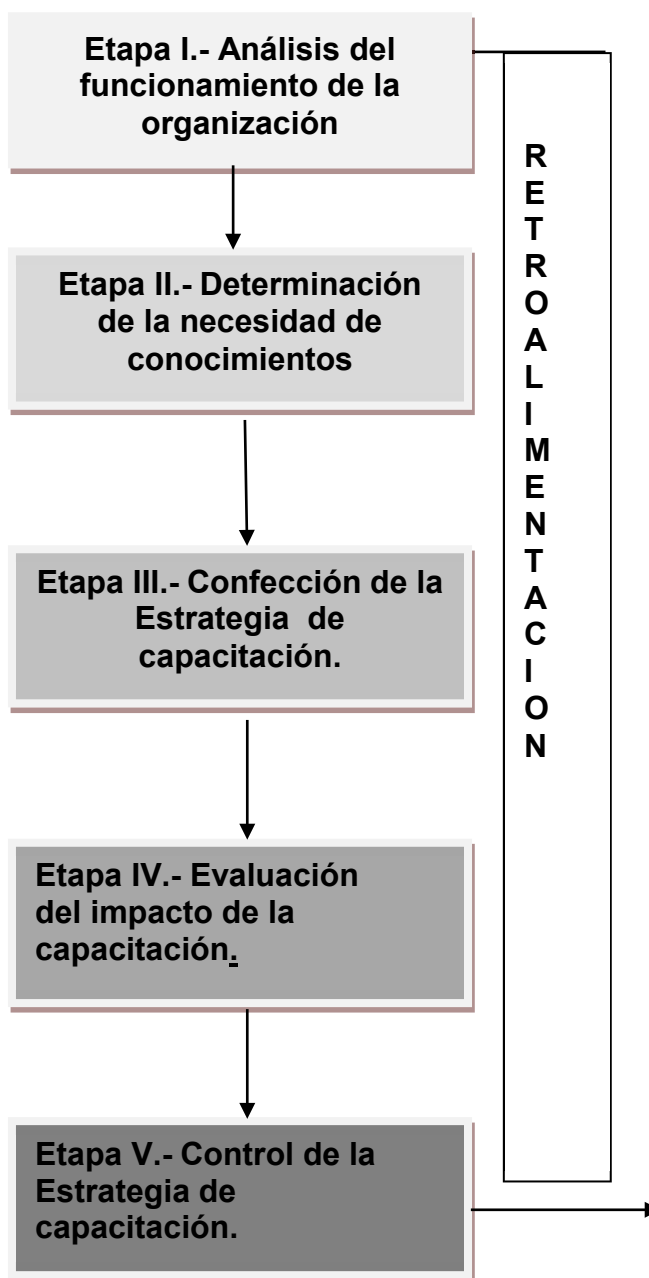 Etapa I.- Análisis del
funcionamiento de la
organización
Etapa II.- Determinación
de la necesidad de
conocimientos
Etapa III.- Confección de la
Estrategia de
capacitación.
Etapa IV.- Evaluación
del impacto de la
capacitación.
Etapa V.- Control de la
Estrategia de
capacitación.
R
E
T
R
O
A
L
I
M
E
N
T
A
C
I
O
N